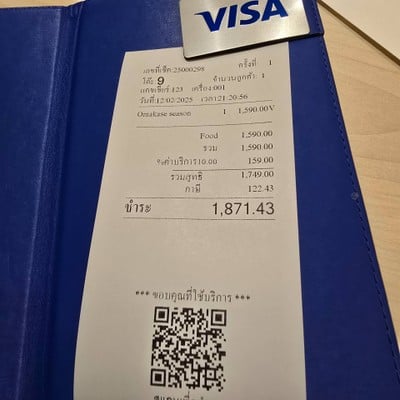 VISA
เลขที่เช็ค:25000298 ครั้งที่ 1
โต๊ะ 9 จำนวนลูกค้า: 1
แคชเชียร์:123 เครื่อง:001
วันที่:12/02/2025 เวลา21:20:56
Omakase season 1 1,590.00V
Food 1,590.00
รวม 1,590.00
%ค่าบริการ10.00 159.00
รวมสุทธิ 1,749.00
ภาษี 122.43
ชำระ 1,871.43
*** ขอบคุณที่ใช้บริการ ***